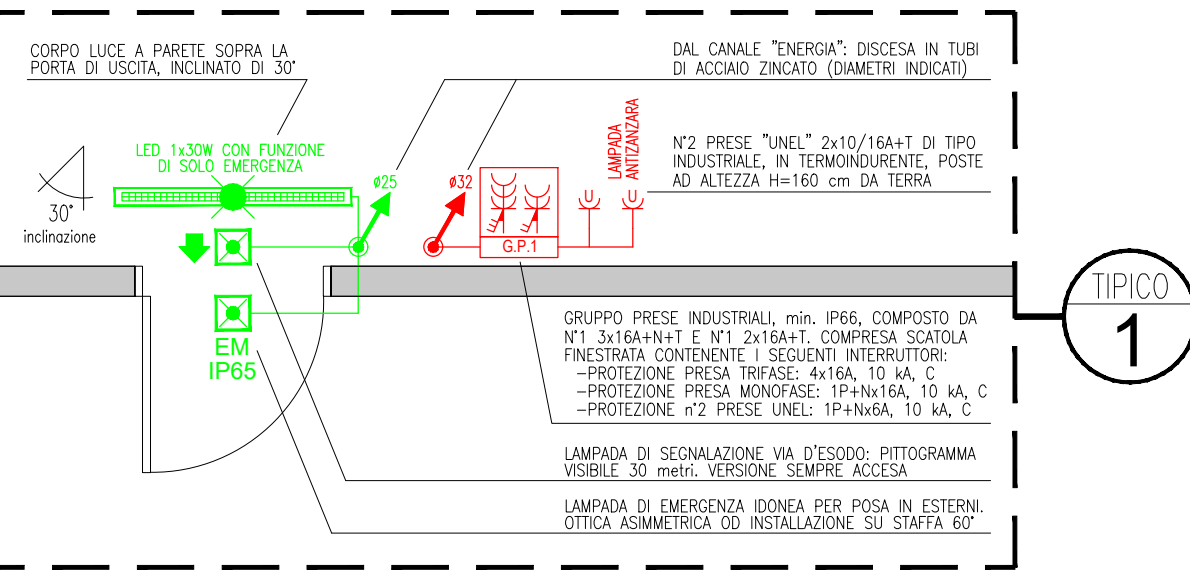 CORPO LUCE A PARETE SOPRA LA
PORTA DI USCITA, INCLINATO DI 30°
DAL CANALE "ENERGIA": DISCESA IN TUBI
DI ACCIAIO ZINCATO (DIAMETRI INDICATI)
LED 1x30W CON FUNZIONE
DI SOLO EMERGENZA
30°
inclinazione
ø25
ø32
LAMPADA
ANTIZANZARA
G.P.1
N°2 PRESE "UNEL" 2x10/16A+T DI TIPO
INDUSTRIALE, IN TERMOINDURENTE, POSTE
AD ALTEZZA H=160 cm DA TERRA
EM
IP65
GRUPPO PRESE INDUSTRIALI, min. IP66, COMPOSTO DA
N°1 3x16A+N+T E N°1 2x16A+T. COMPRESA SCATOLA
FINESTRATA CONTENENTE I SEGUENTI INTERRUTTORI:
-PROTEZIONE PRESA TRIFASE: 4x16A, 10 kA, C
-PROTEZIONE PRESA MONOFASE: 1P+Nx16A, 10 kA, C
-PROTEZIONE n°2 PRESE UNEL: 1P+Nx6A, 10 kA, C
LAMPADA DI SEGNALAZIONE VIA D'ESODO: PITTOGRAMMA
VISIBILE 30 metri. VERSIONE SEMPRE ACCESA
LAMPADA DI EMERGENZA IDONEA PER POSA IN ESTERNI.
OTTICA ASIMMETRICA OD INSTALLAZIONE SU STAFFA 60°
TIPICO
1